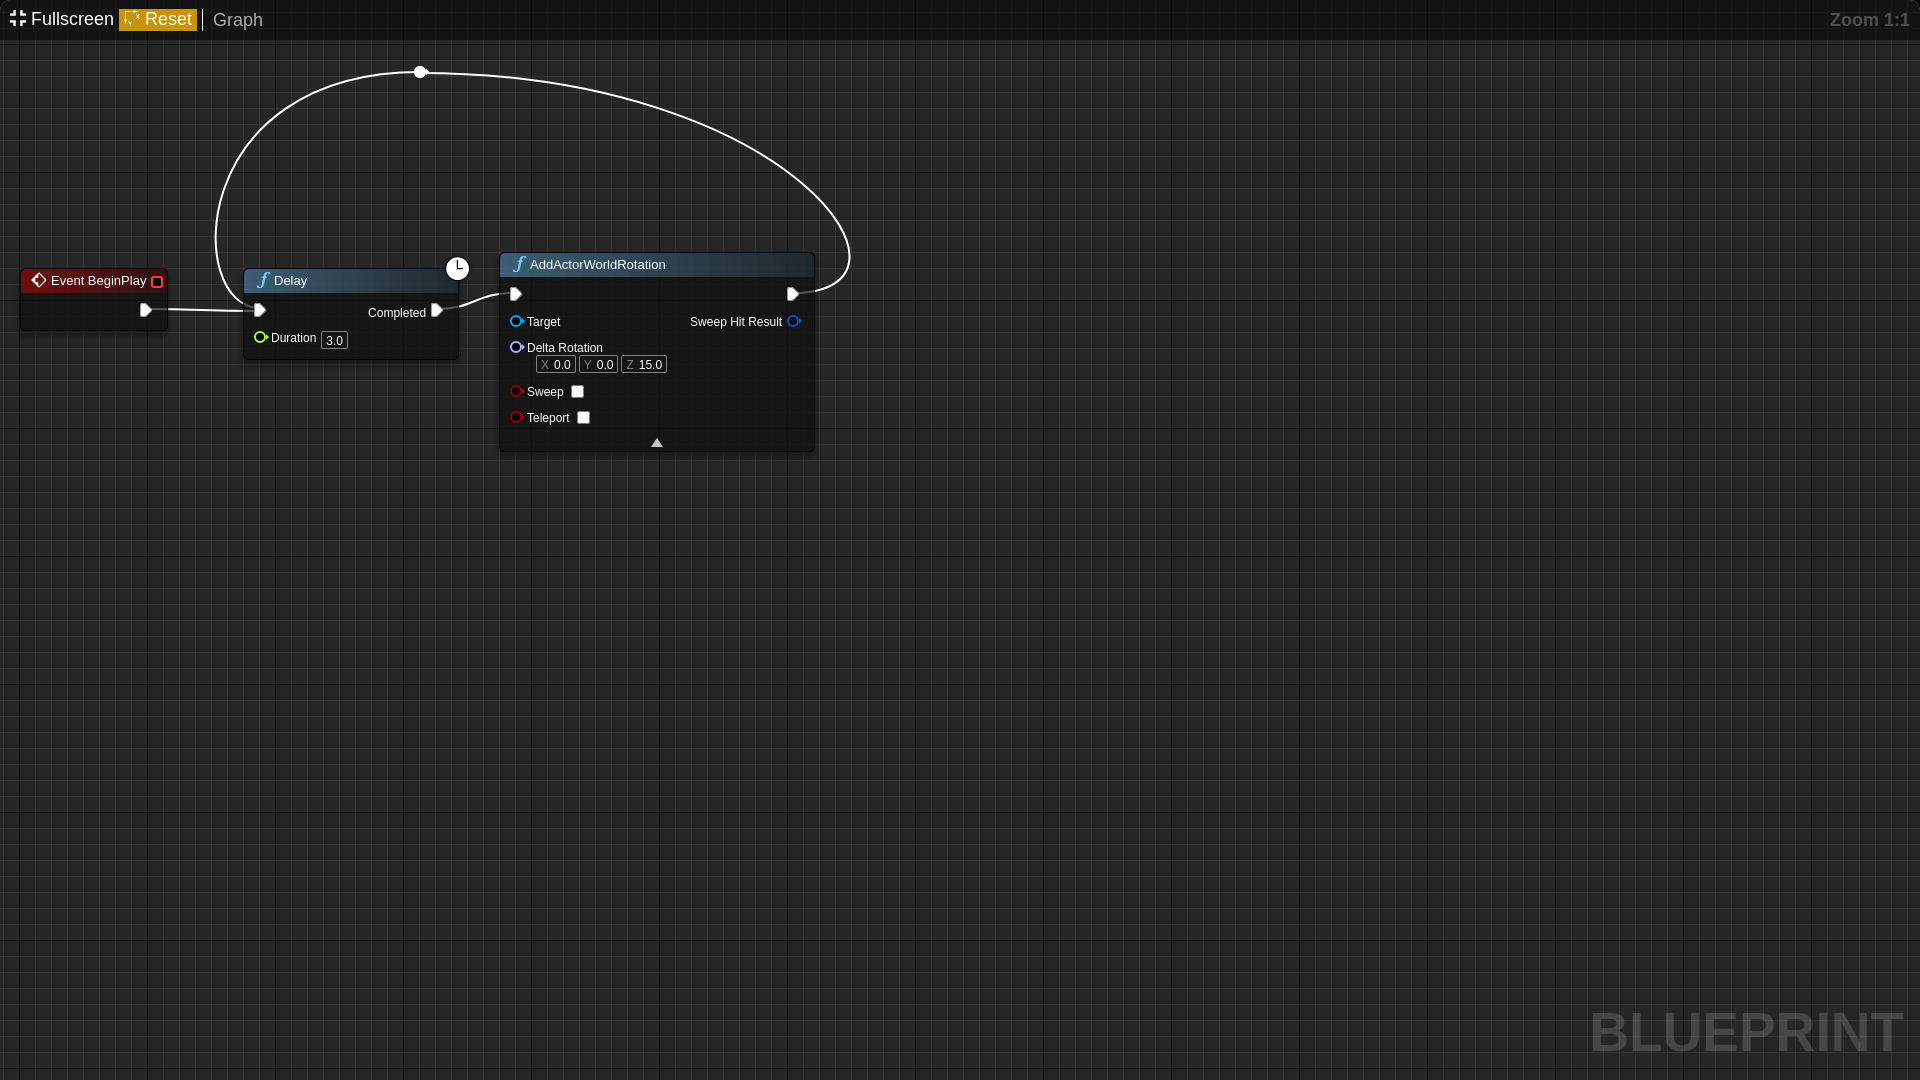 Fullscreen Reset Graph Zoom 1:1
Event BeginPlay
Delay
Completed
Duration 3.0
AddActorWorldRotation
Target Sweep Hit Result
Delta Rotation
X 0.0 Y 0.0 Z 15.0
Sweep
Teleport
BLUEPRINT